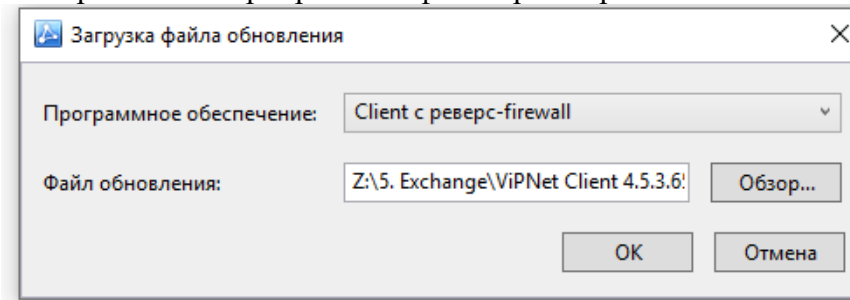 Загрузка файла обновления
Программное обеспечение: Client с реверс-firewall
Файл обновления: Z:\5. Exchange\ViPNet Client 4.5.3.6 Обзор...
OK Отмена